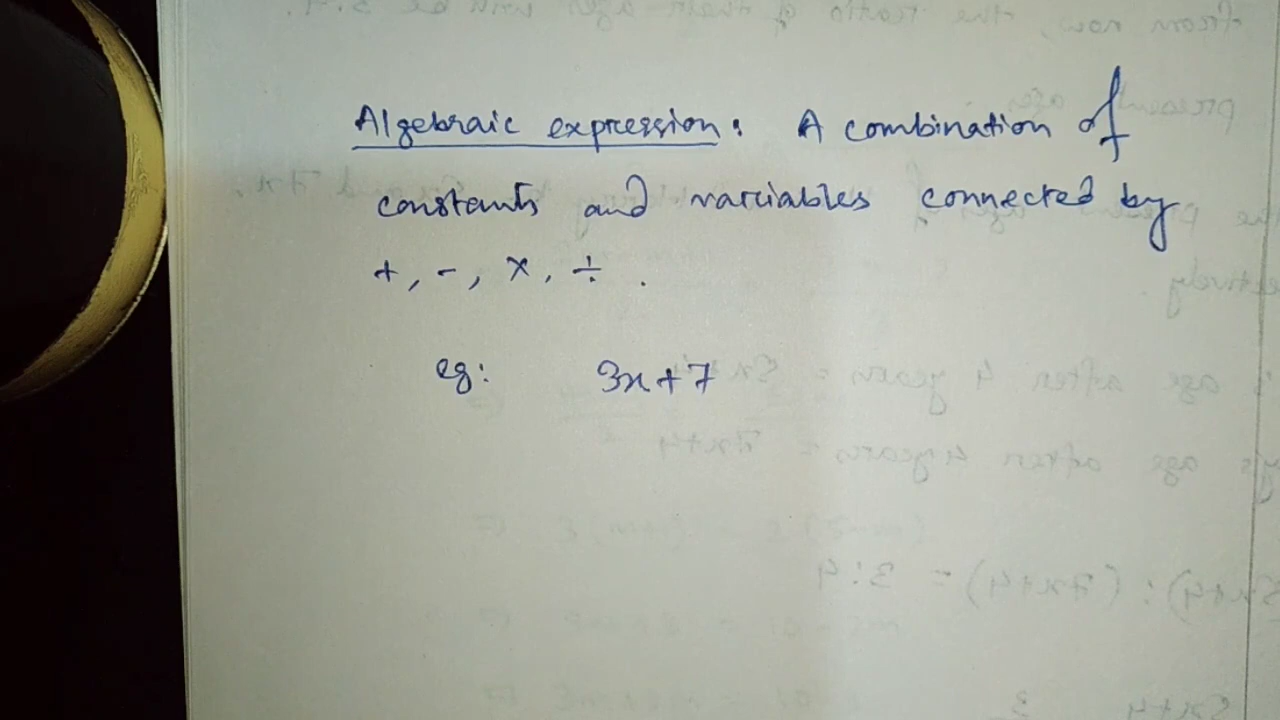 Algebraic expression: A combination of
constants and variables connected by
+, -, ×, ÷ .
eg: 3x+7